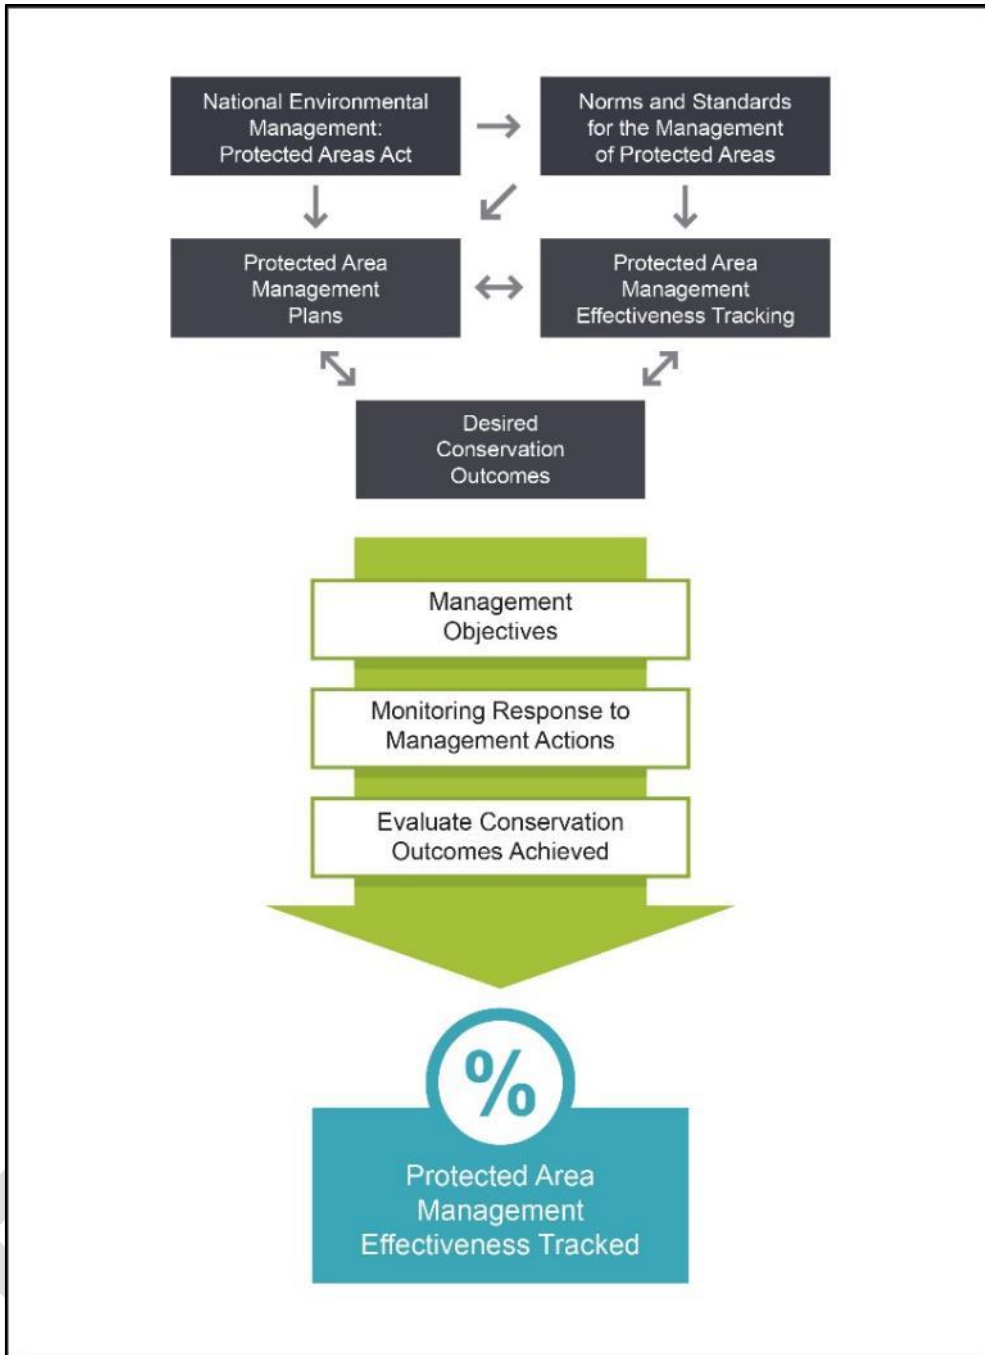 National Environmental
Management:
Protected Areas Act
Norms and Standards
for the Management
of Protected Areas
Protected Area
Management
Plans
Protected Area
Management
Effectiveness Tracking
Desired
Conservation
Outcomes
Management
Objectives
Monitoring Response to
Management Actions
Evaluate Conservation
Outcomes Achieved
%
Protected Area
Management
Effectiveness Tracked